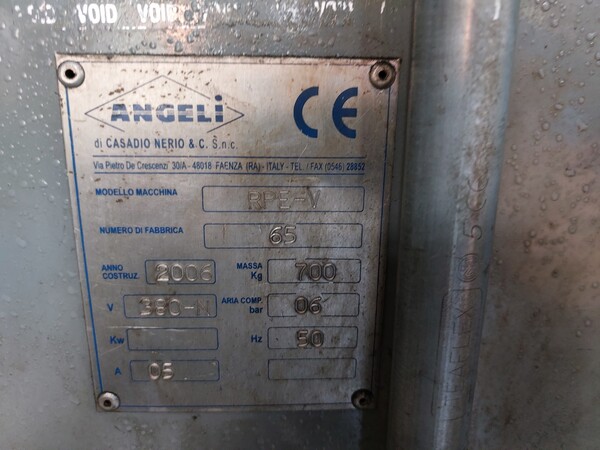 VOID VOID
ANGELi CE
di CASADIO NERIO & C. S.n.c.
Via Pietro De Crescenzi 30/A - 48018 FAENZA (RA) - ITALY - TEL. / FAX (0546) 28852
MODELLO MACCHINA RPE-V
NUMERO DI FABBRICA 65
ANNO COSTRUZ. 2006 MASSA Kg 700
V 380-N ARIA COMP. bar 06
Kw Hz 50
A 05